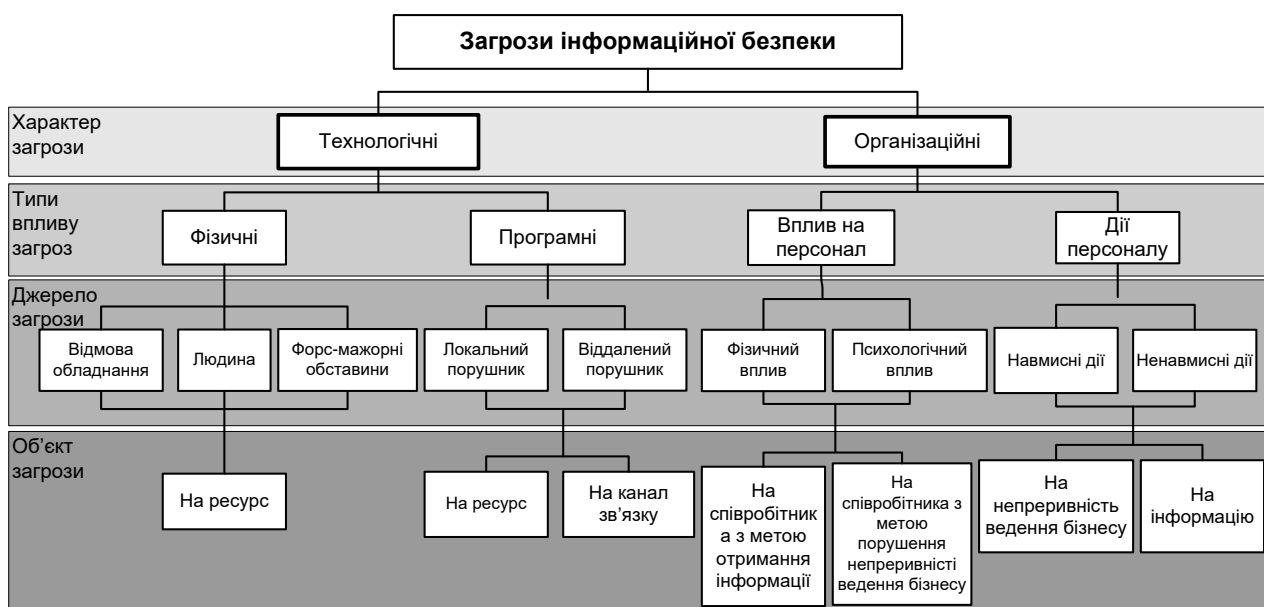 Загрози інформаційної безпеки
Характер
загрози
Технологічні
Організаційні
Типи
впливу
загроз
Фізичні
Програмні
Вплив на
персонал
Дії
персоналу
Джерело
загрози
Відмова
обладнання
Людина
Форс-мажорні
обставини
Локальний
порушник
Віддалений
порушник
Фізичний
вплив
Психологічний
вплив
Навмисні дії
Ненавмисні дії
Об’єкт
загрози
На ресурс
На ресурс
На канал
зв’язку
На
співробітник
а з метою
отримання
інформації
На
співробітника з
метою
порушення
непреривністі
ведення бізнесу
На
непреривність
ведення бізнесу
На
інформацію